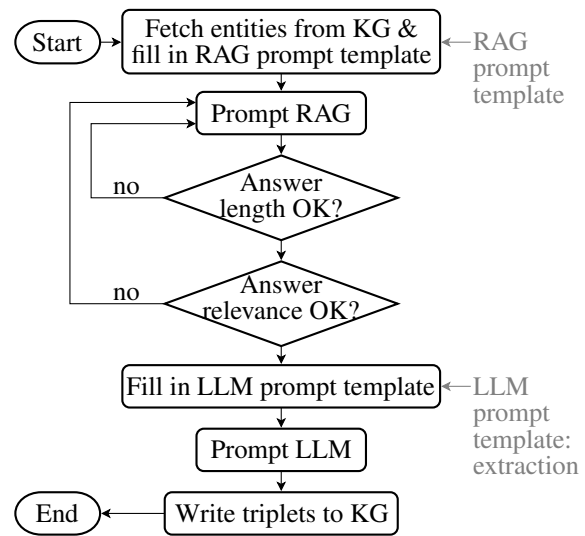 Start
Fetch entities from KG &
fill in RAG prompt template
RAG
prompt
template
Prompt RAG
Answer
length OK?
no
Answer
relevance OK?
no
Fill in LLM prompt template
LLM
prompt
template:
extraction
Prompt LLM
Write triplets to KG
End